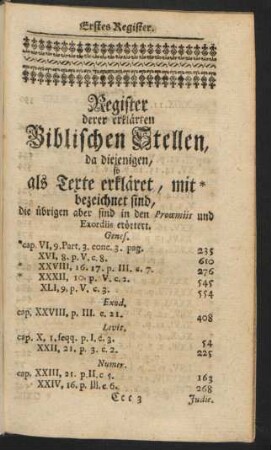 Erstes Register.
Register
derer erklärten
Biblischen Stellen,
da diejenigen,
so
als Texte erkläret, mit *
bezeichnet sind,
die übrigen aber sind in den Prœmiis und
Exordiis erörtert.
Genes.
*cap. VI, 9. Part. 3. conc. 3. pag. 235
XVI, 8. p. V. c. 8. 610
* XXVIII, 16. 17. p. III. c. 7. 276
* XXXII, 10. p. V. c. 2. 545
XLI, 9. p. V. c. 3. 554
Exod.
cap. XXVIII, p. III. c. 21. 408
Levit.
cap. X, 1. seqq. p. I. c. 3. 54
XXII, 21. p. 3. c. 2. 225
Numer.
cap. XXIII, 21. p. II. c. 5. 163
XXIV, 16. p. III. c. 6. 268
Ccc 3 Judic.